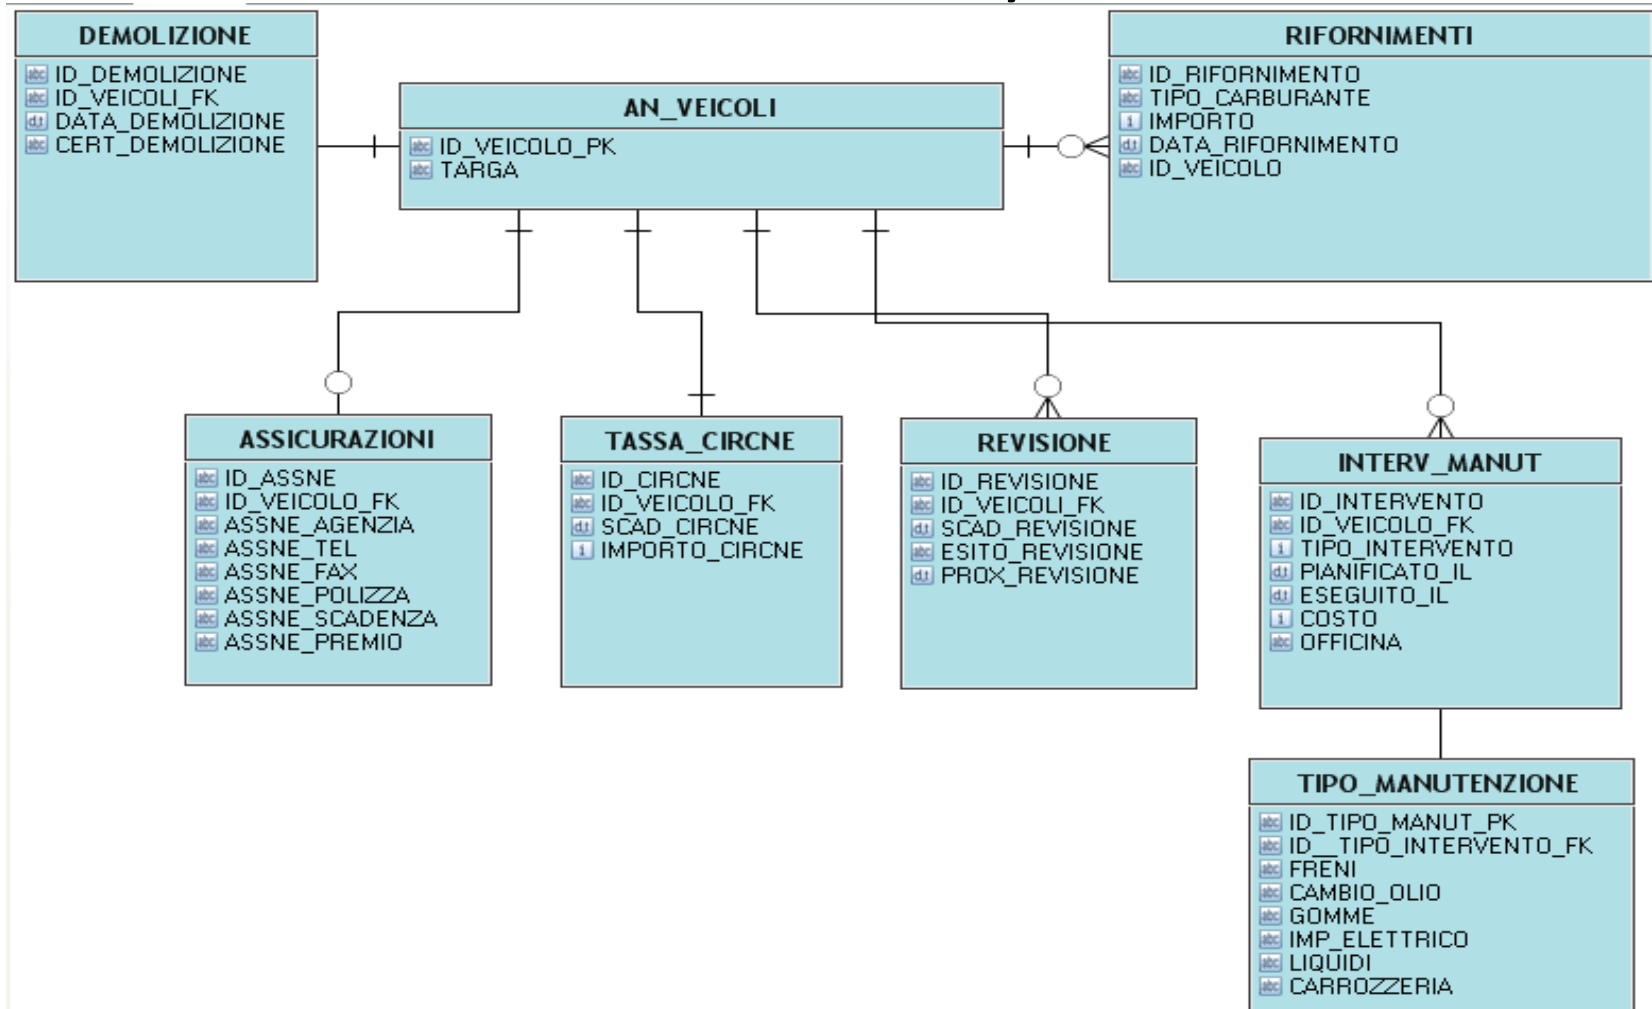 DEMOLIZIONE
ID_DEMOLIZIONE
ID_VEICOLI_FK
DATA_DEMOLIZIONE
CERT_DEMOLIZIONE
AN_VEICOLI
ID_VEICOLO_PK
TARGA
RIFORNIMENTI
ID_RIFORNIMENTO
TIPO_CARBURANTE
IMPORTO
DATA_RIFORNIMENTO
ID_VEICOLO
ASSICURAZIONI
ID_ASSNE
ID_VEICOLO_FK
ASSNE_AGENZIA
ASSNE_TEL
ASSNE_FAX
ASSNE_POLIZZA
ASSNE_SCADENZA
ASSNE_PREMIO
TASSA_CIRCNE
ID_CIRCNE
ID_VEICOLO_FK
SCAD_CIRCNE
IMPORTO_CIRCNE
REVISIONE
ID_REVISIONE
ID_VEICOLI_FK
SCAD_REVISIONE
ESITO_REVISIONE
PROX_REVISIONE
INTERV_MANUT
ID_INTERVENTO
ID_VEICOLO_FK
TIPO_INTERVENTO
PIANIFICATO_IL
ESEGUITO_IL
COSTO
OFFICINA
TIPO_MANUTENZIONE
ID_TIPO_MANUT_PK
ID__TIPO_INTERVENTO_FK
FRENI
CAMBIO_OLIO
GOMME
IMP_ELETTRICO
LIQUIDI
CARROZZERIA